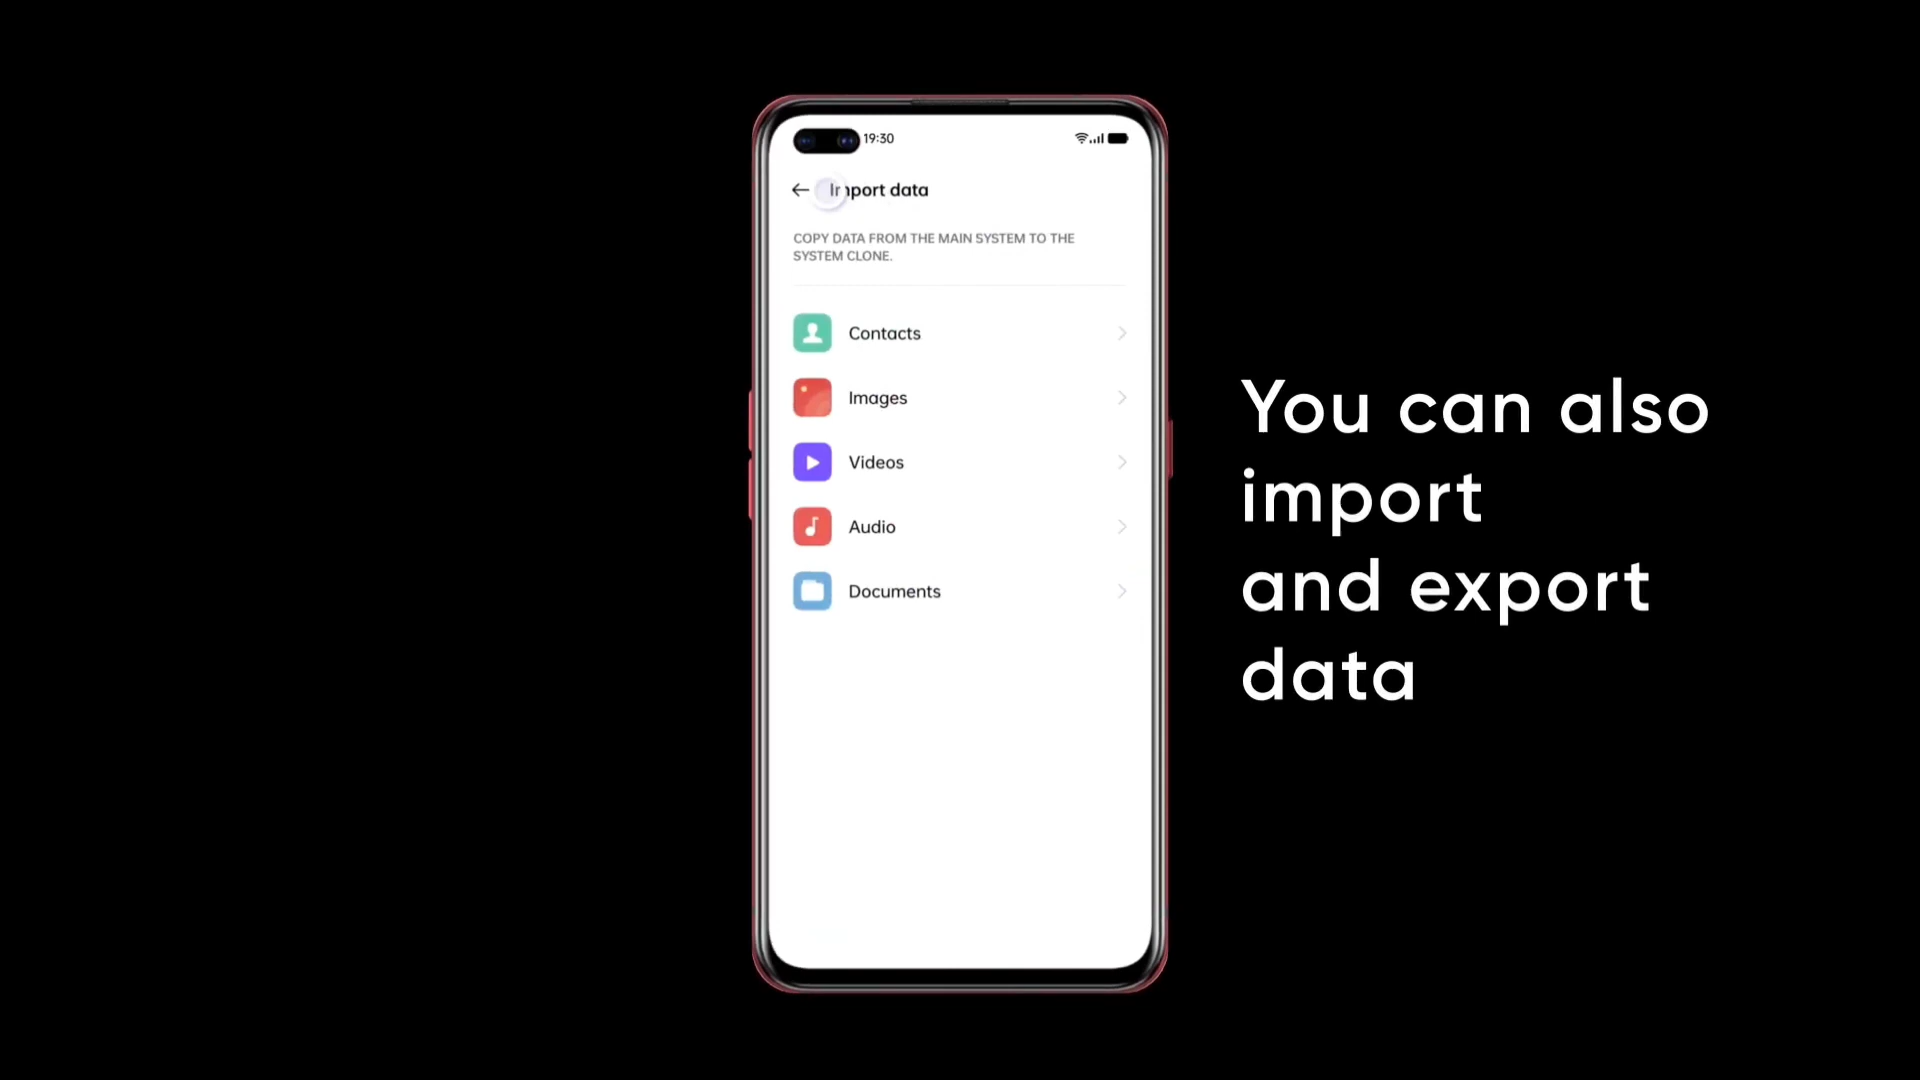 19:30
Import data
COPY DATA FROM THE MAIN SYSTEM TO THE
SYSTEM CLONE.
Contacts
Images
Videos
Audio
Documents
You can also
import
and export
data